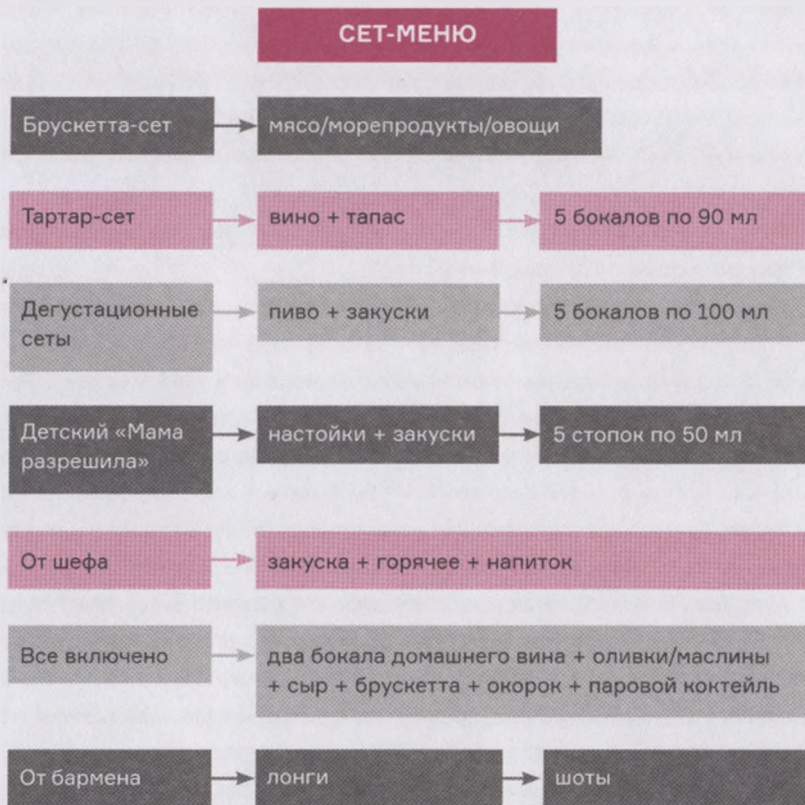 СЕТ-МЕНЮ
Брускетта-сет
мясо/морепродукты/овощи
Тартар-сет
вино + тапас
5 бокалов по 90 мл
Дегустационные
сеты
пиво + закуски
5 бокалов по 100 мл
Детский «Мама
разрешила»
настойки + закуски
5 стопок по 50 мл
От шефа
закуска + горячее + напиток
Все включено
два бокала домашнего вина + оливки/маслины
+ сыр + брускетта + окорок + паровой коктейль
От бармена
лонги
шоты